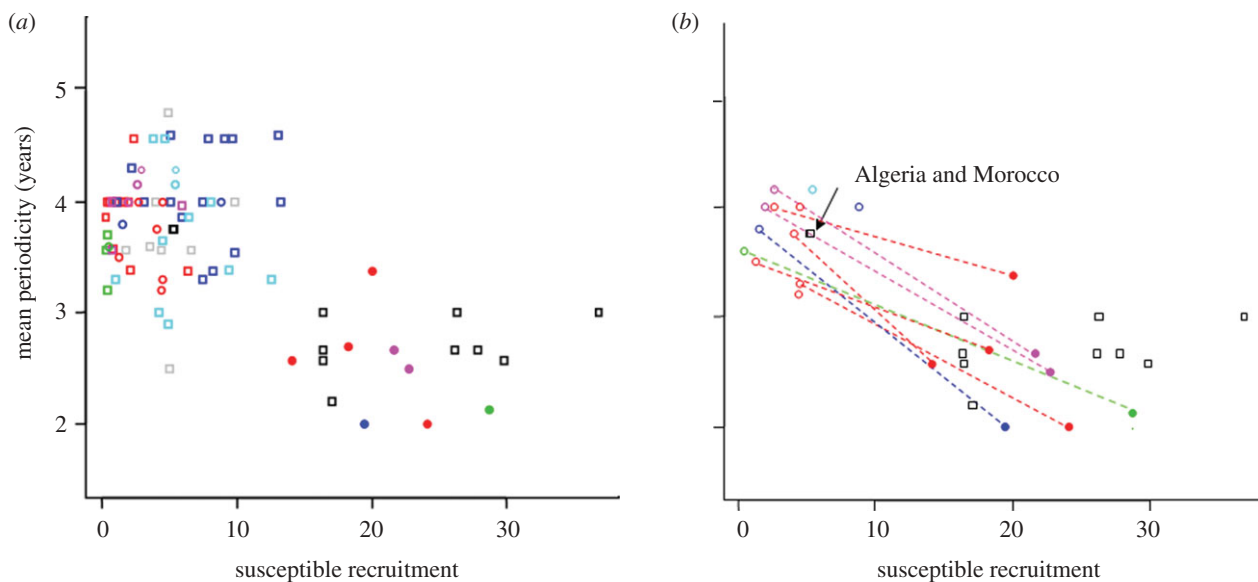 (a)
5
4
3
2
mean periodicity (years)
0 10 20 30
susceptible recruitment
(b)
Algeria and Morocco
0 10 20 30
susceptible recruitment